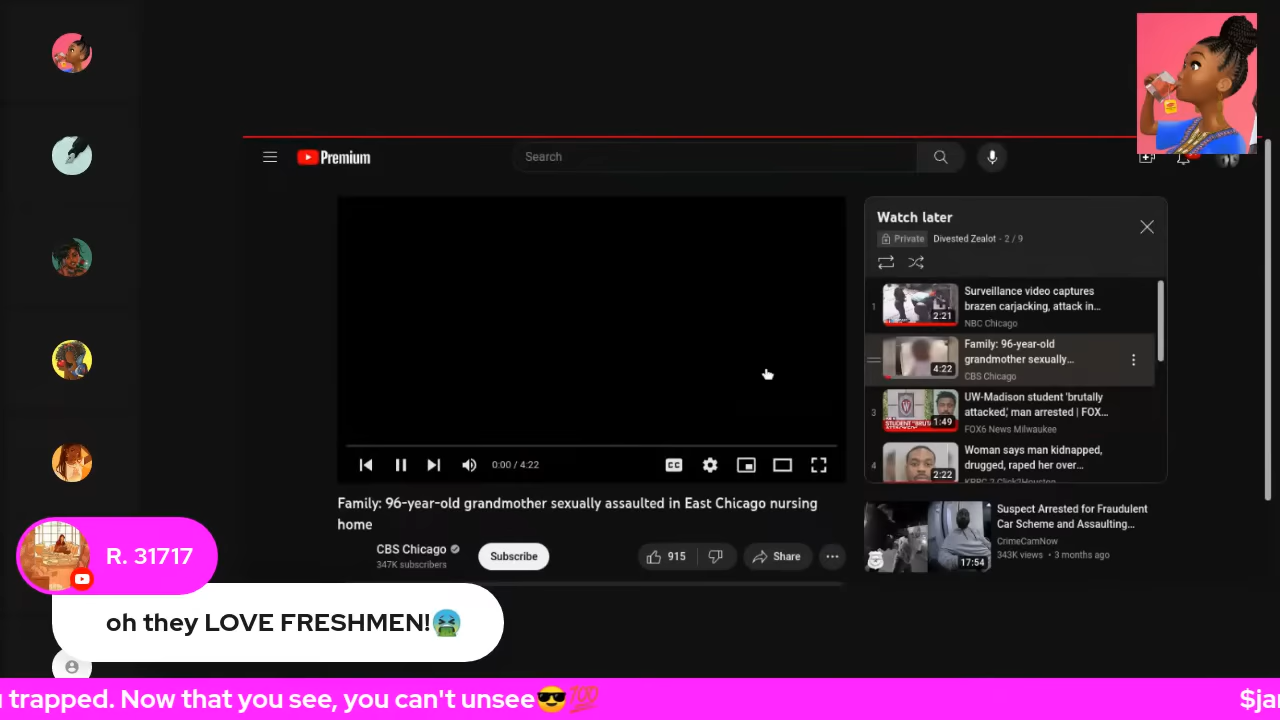 Premium
Search
Watch later
Private Divested Zealot - 2 / 9
1
Surveillance video captures
brazen carjacking, attack in…
NBC Chicago
2:21
Family: 96-year-old
grandmother sexually…
CBS Chicago
4:22
3
UW-Madison student 'brutally
attacked,' man arrested | FOX…
FOX6 News Milwaukee
1:49
4
Woman says man kidnapped,
drugged, raped her over…
KPRC 2 Click2Houston
2:22
0:00 / 4:22
CC
Family: 96-year-old grandmother sexually assaulted in East Chicago nursing
home
CBS Chicago
347K subscribers
Subscribe
915
Share
Suspect Arrested for Fraudulent
Car Scheme and Assaulting…
CrimeCamNow
343K views • 3 months ago
17:54
R. 31717
oh they LOVE FRESHMEN!🤮
trapped. Now that you see, you can't unsee😎💯
$jar